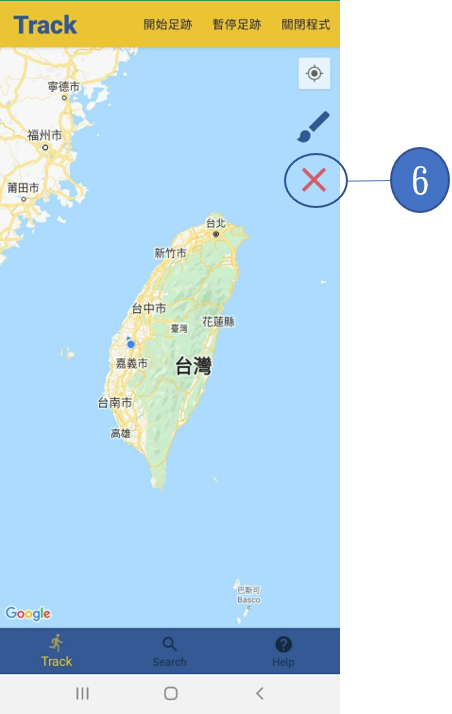 Track 開始足跡 暫停足跡 關閉程式
寧德市
福州市
莆田市
6
台北
新竹市
台中市
臺灣
花蓮縣
嘉義市
台灣
台南市
高雄
巴斯可
Basco
Google
Track Search Help